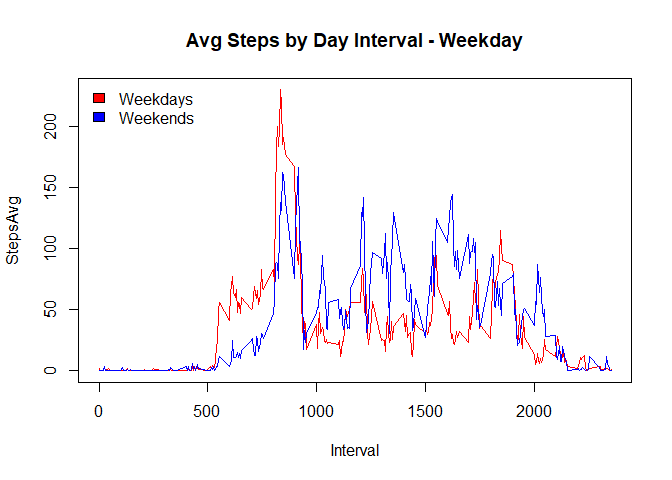 Avg Steps by Day Interval - Weekday
Weekdays
Weekends
StepsAvg
200
150
100
50
0
0 500 1000 1500 2000
Interval